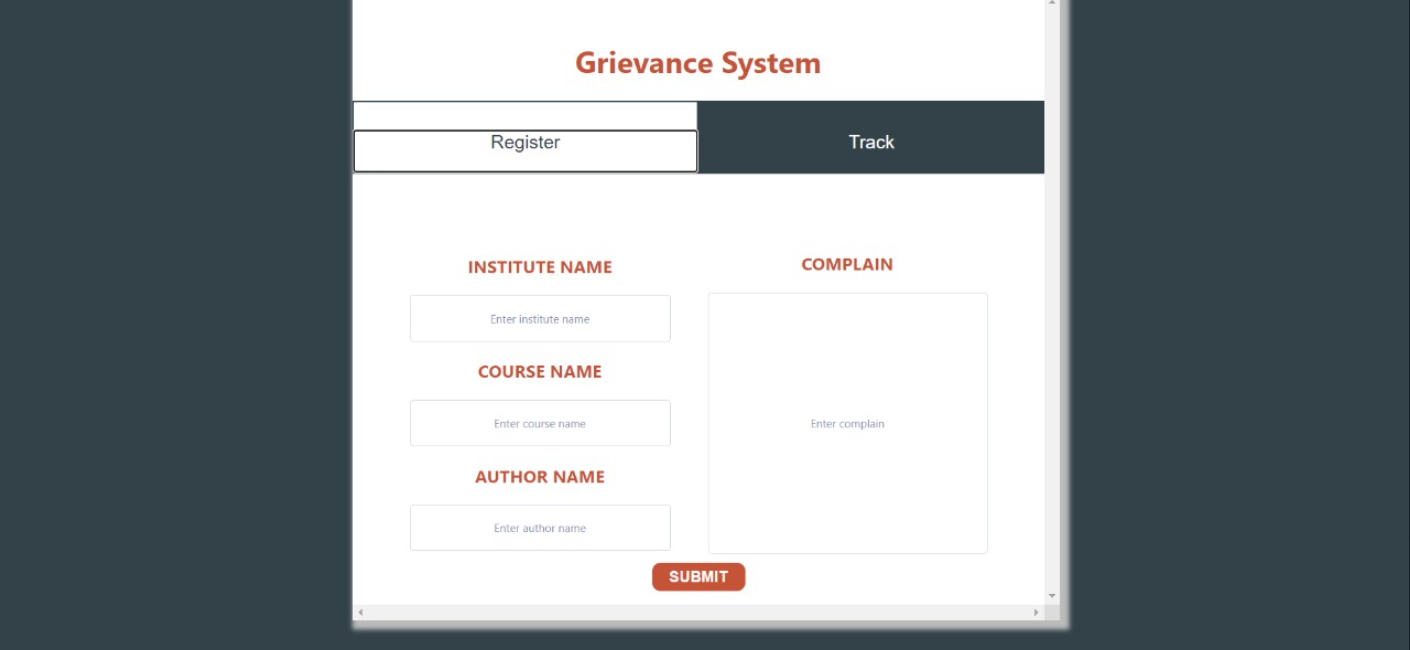 Grievance System
Register
Track
INSTITUTE NAME
Enter institute name
COURSE NAME
Enter course name
AUTHOR NAME
Enter author name
COMPLAIN
Enter complain
SUBMIT